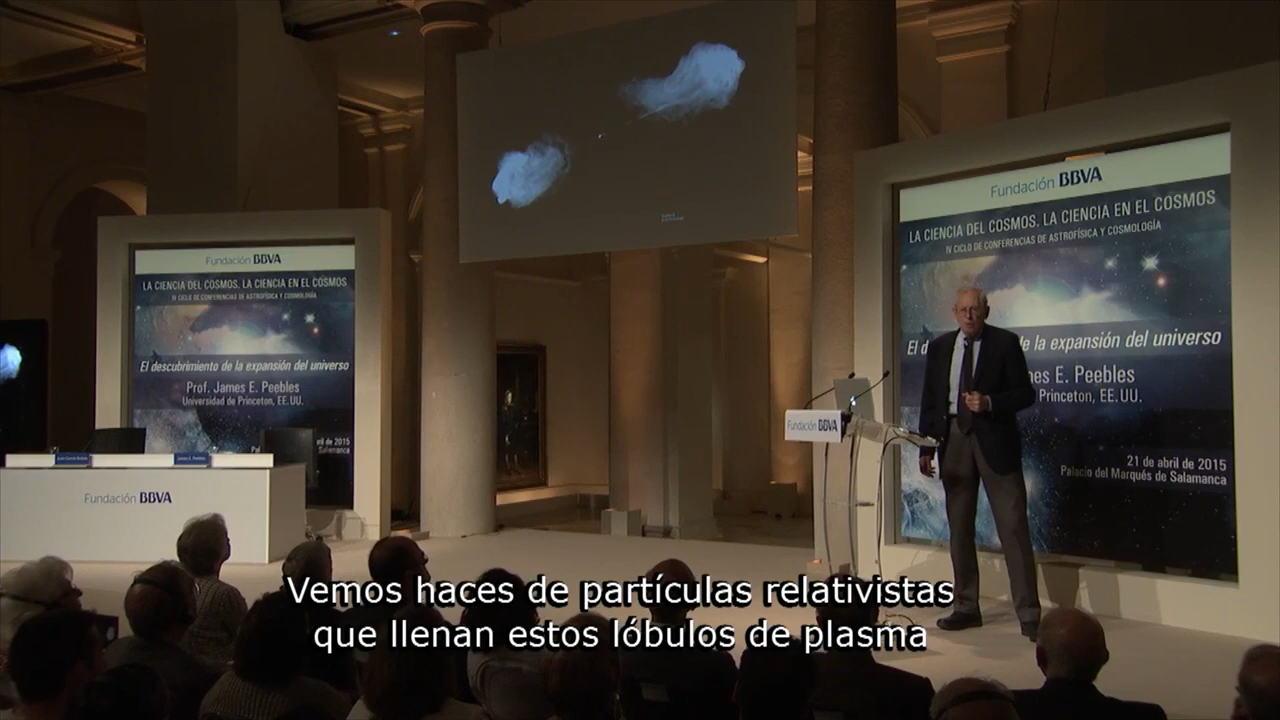 Fundación BBVA
LA CIENCIA DEL COSMOS. LA CIENCIA EN EL COSMOS
IV CICLO DE CONFERENCIAS DE ASTROFÍSICA Y COSMOLOGÍA
El descubrimiento de la expansión del universo
Prof. James E. Peebles
Universidad de Princeton, EE.UU.
ril de 2015
Salamanca
Fundación BBVA
Fundación BBVA
LA CIENCIA DEL COSMOS. LA CIENCIA EN EL COSMOS
IV CICLO DE CONFERENCIAS DE ASTROFÍSICA Y COSMOLOGÍA
El d de la expansión del universo
es E. Peebles
Princeton, EE.UU.
21 de abril de 2015
Palacio del Marqués de Salamanca
Fundación BBVA
Vemos haces de partículas relativistas
que llenan estos lóbulos de plasma